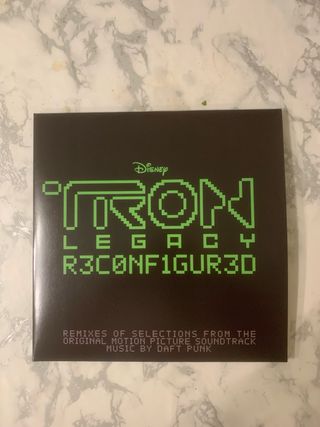 Disney
TRON
LEGACY
R3C0NF1GUR3D
REMIXES OF SELECTIONS FROM THE
ORIGINAL MOTION PICTURE SOUNDTRACK
MUSIC BY DAFT PUNK